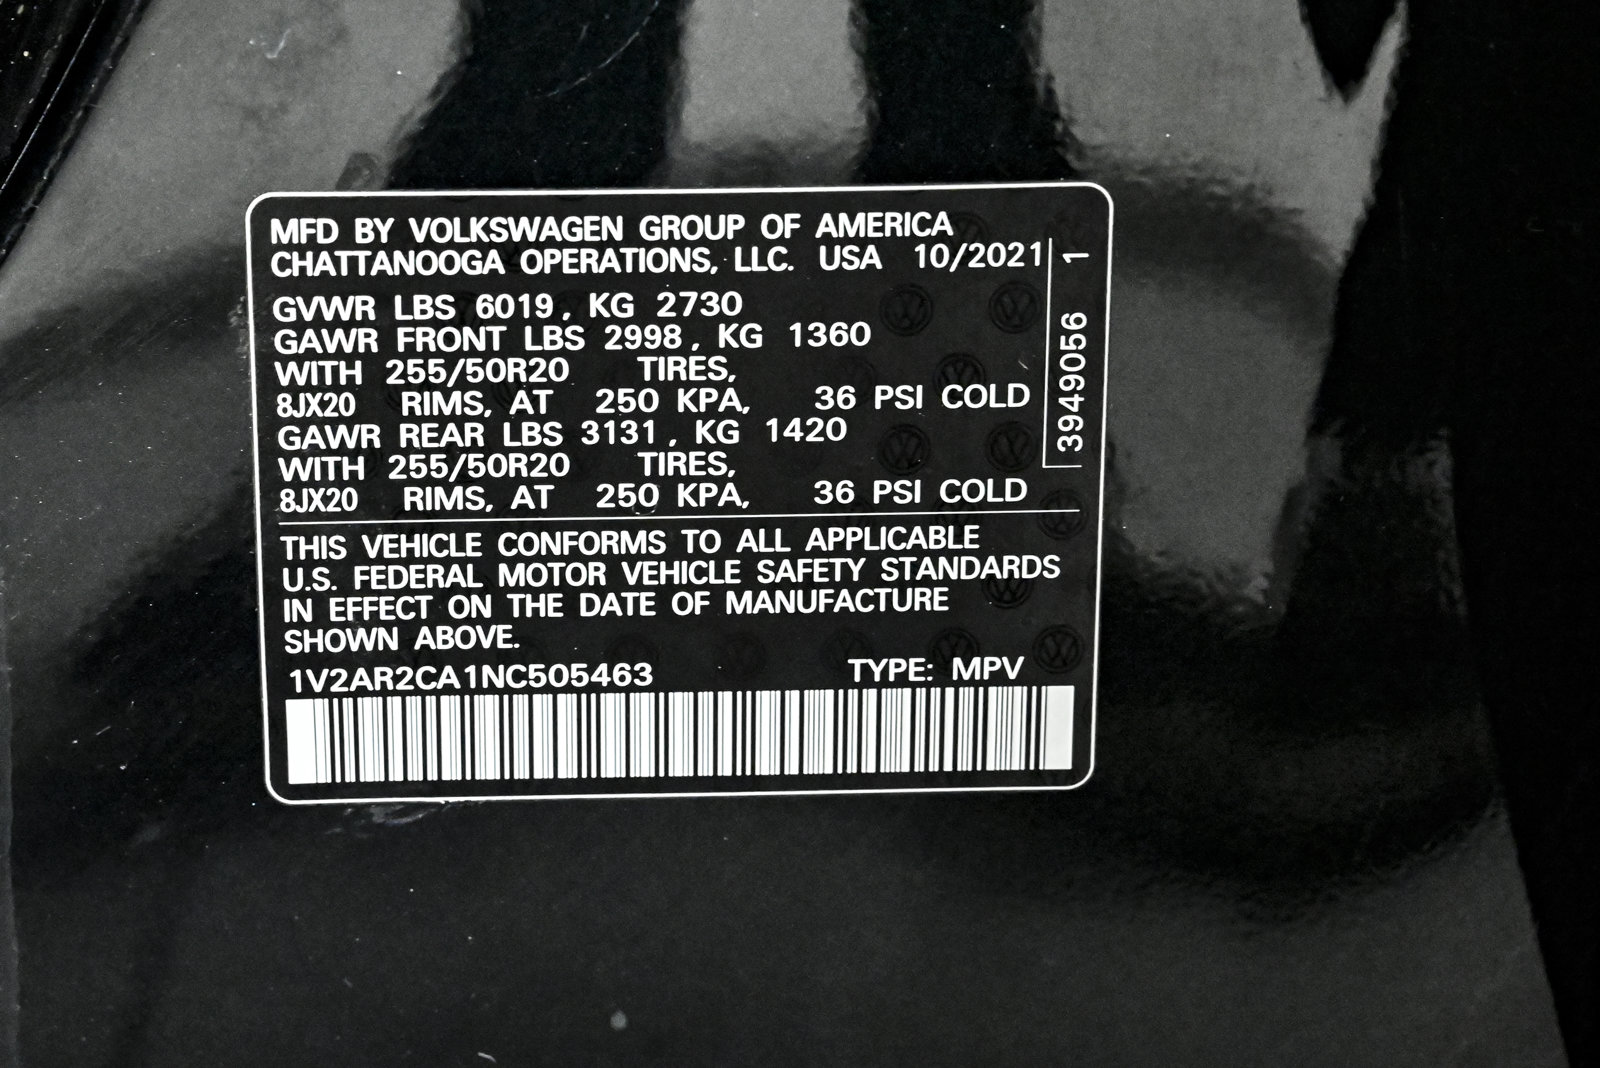 MFD BY VOLKSWAGEN GROUP OF AMERICA
CHATTANOOGA OPERATIONS, LLC. USA 10/2021
GVWR LBS 6019, KG 2730
GAWR FRONT LBS 2998, KG 1360
WITH 255/50R20 TIRES,
8JX20 RIMS, AT 250 KPA, 36 PSI COLD
GAWR REAR LBS 3131, KG 1420
WITH 255/50R20 TIRES,
8JX20 RIMS, AT 250 KPA, 36 PSI COLD
3949056 1
THIS VEHICLE CONFORMS TO ALL APPLICABLE
U.S. FEDERAL MOTOR VEHICLE SAFETY STANDARDS
IN EFFECT ON THE DATE OF MANUFACTURE
SHOWN ABOVE.
1V2AR2CA1NC505463 TYPE: MPV